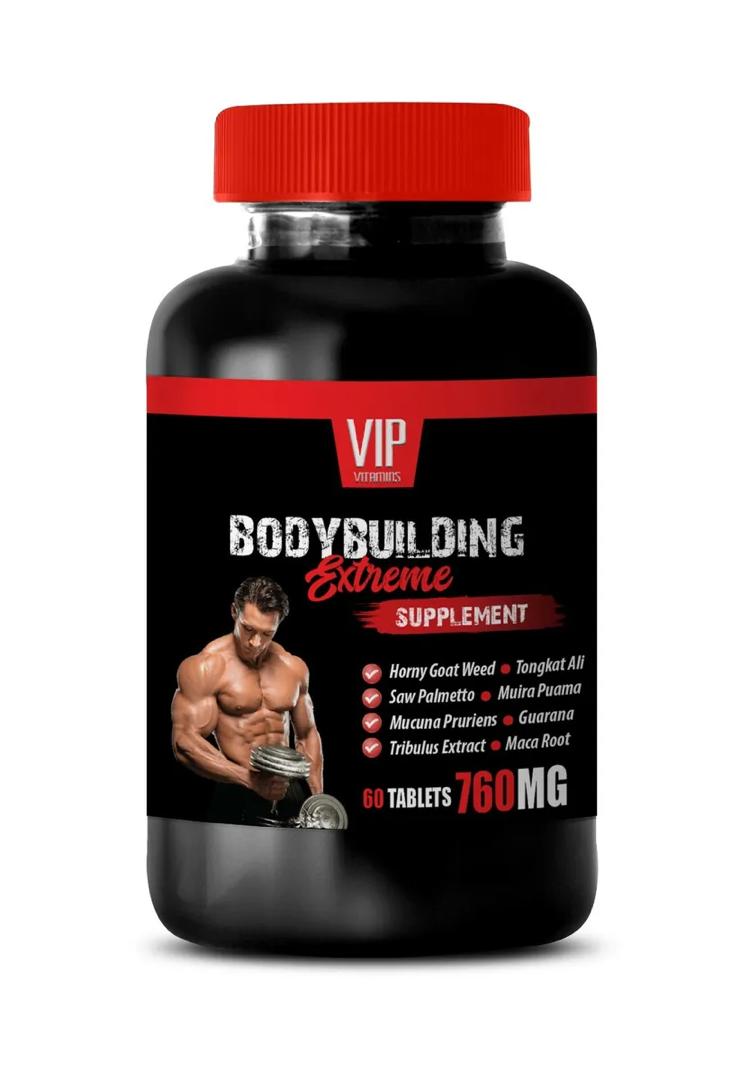 VIP
VITAMINS
BODYBUILDING
Extreme
SUPPLEMENT
Horny Goat Weed • Tongkat Ali
Saw Palmetto • Muira Puama
Mucuna Pruriens • Guarana
Tribulus Extract • Maca Root
60 TABLETS 760MG